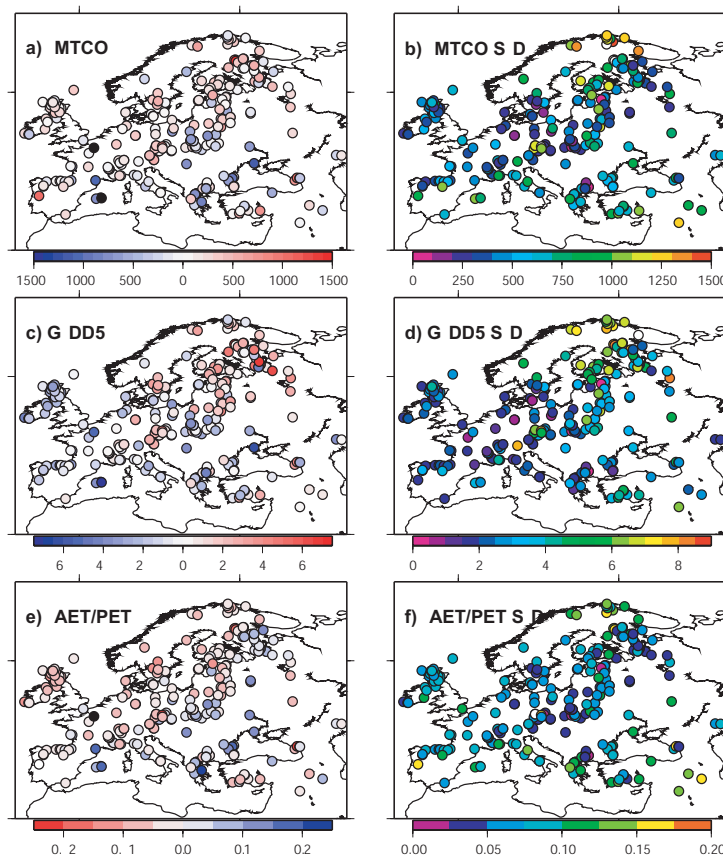 a) MTCO
b) MTCO S D
1500 1000 500 0 500 1000 1500
0 250 500 750 1000 1250 1500
c) G DD5
d) G DD5 S D
6 4 2 0 2 4 6
0 2 4 6 8
e) AET/PET
f) AET/PET S D
0. 2 0. 1 0.0 0.1 0.2
0.00 0.05 0.10 0.15 0.20